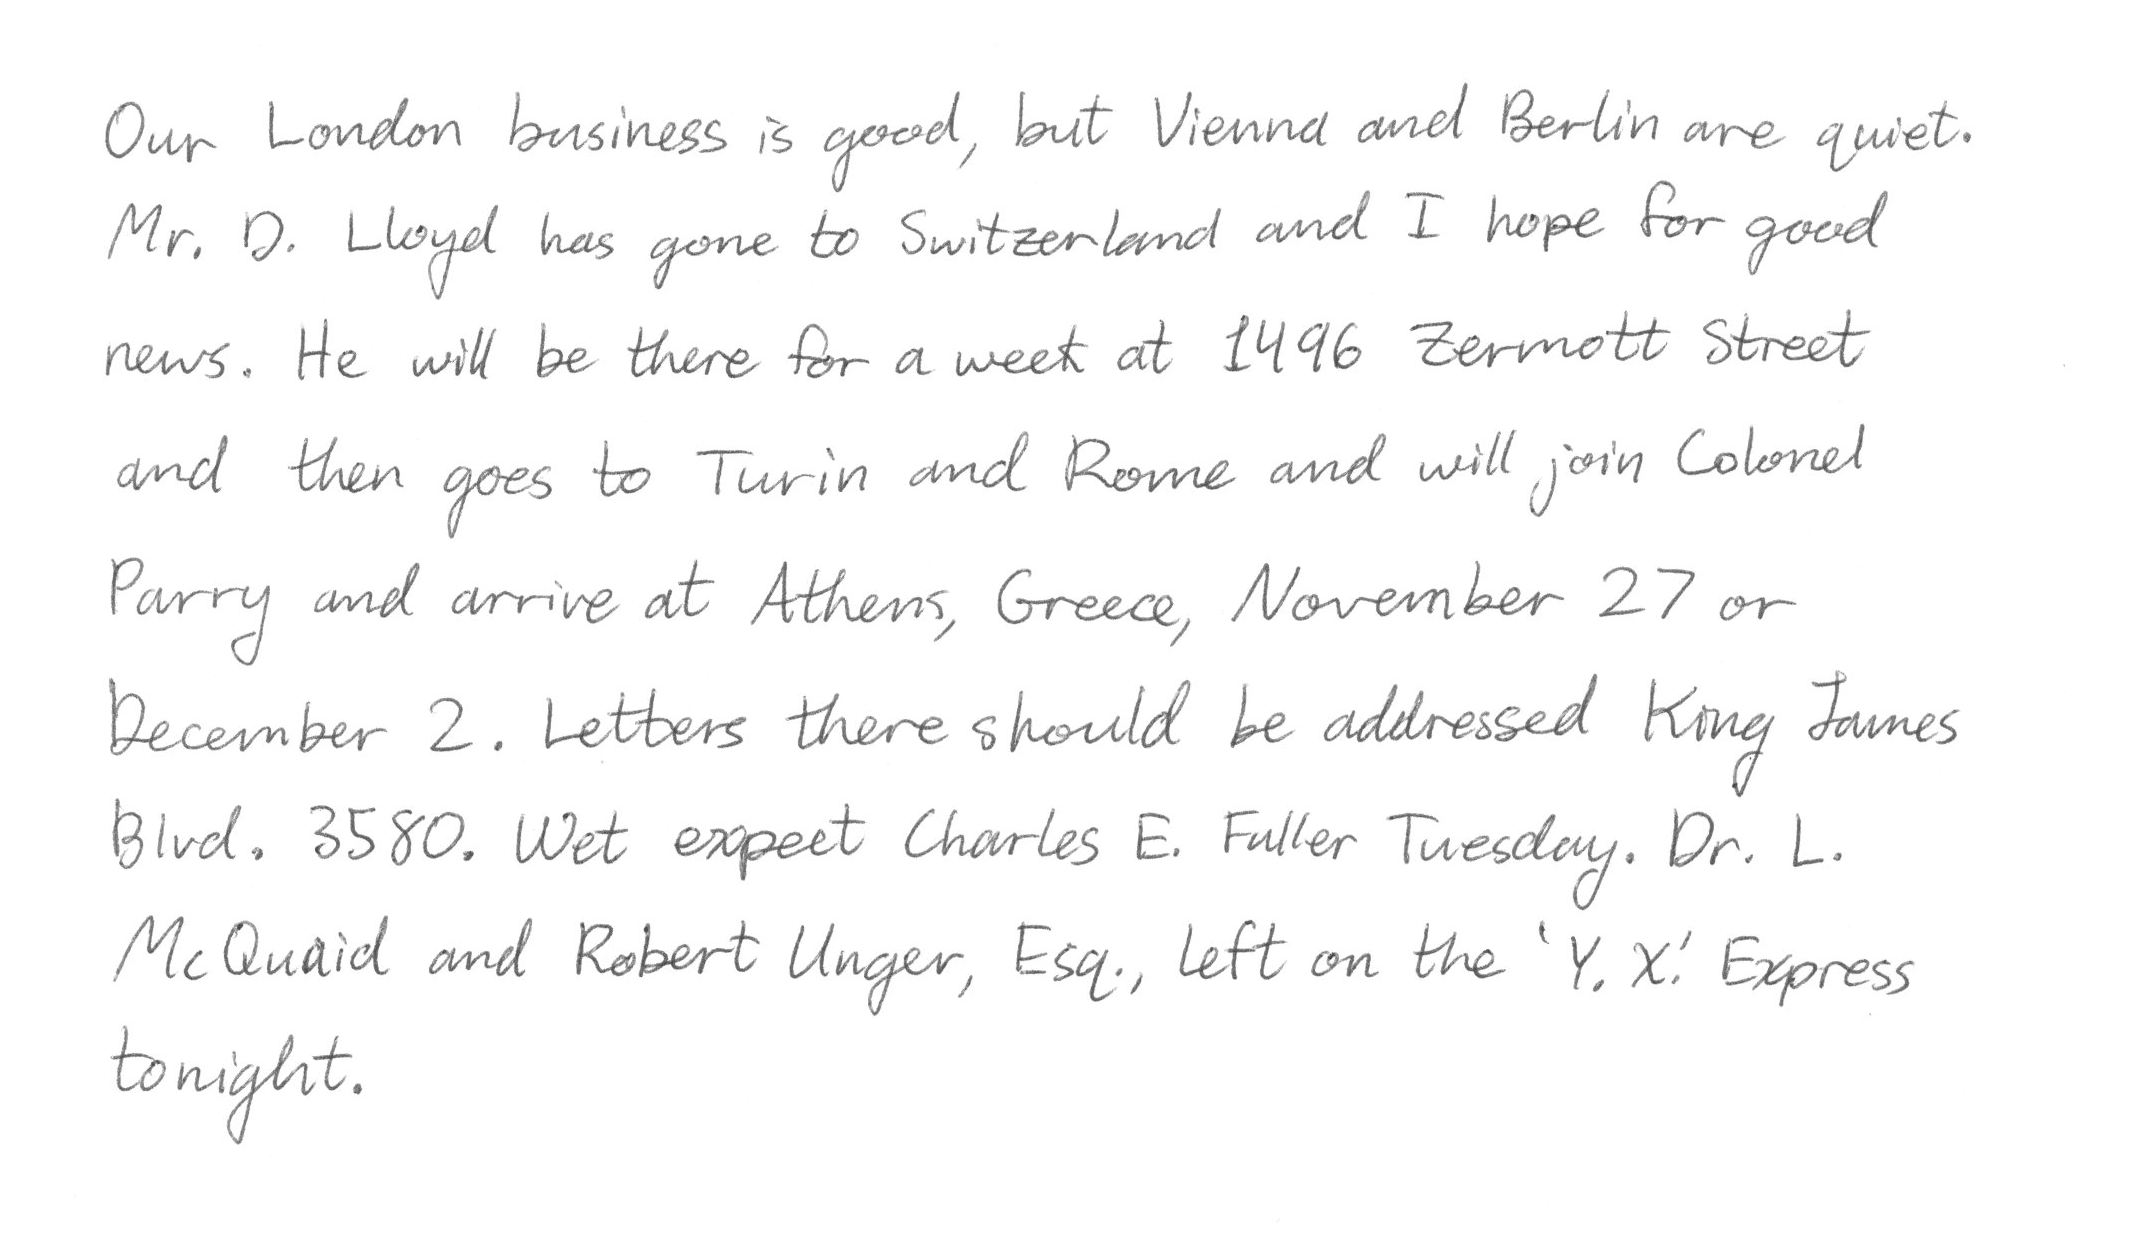 Our London business is good, but Vienna and Berlin are quiet.
Mr. D. Lloyd has gone to Switzerland and I hope for good
news. He will be there for a week at 1496 Zermott Street
and then goes to Turin and Rome and will join Colonel
Parry and arrive at Athens, Greece, November 27 or
December 2. Letters there should be addressed King James
Blvd. 3580. Wet expect Charles E. Fuller Tuesday. Dr. L.
McQuaid and Robert Unger, Esq., left on the 'Y. X.' Express
tonight.